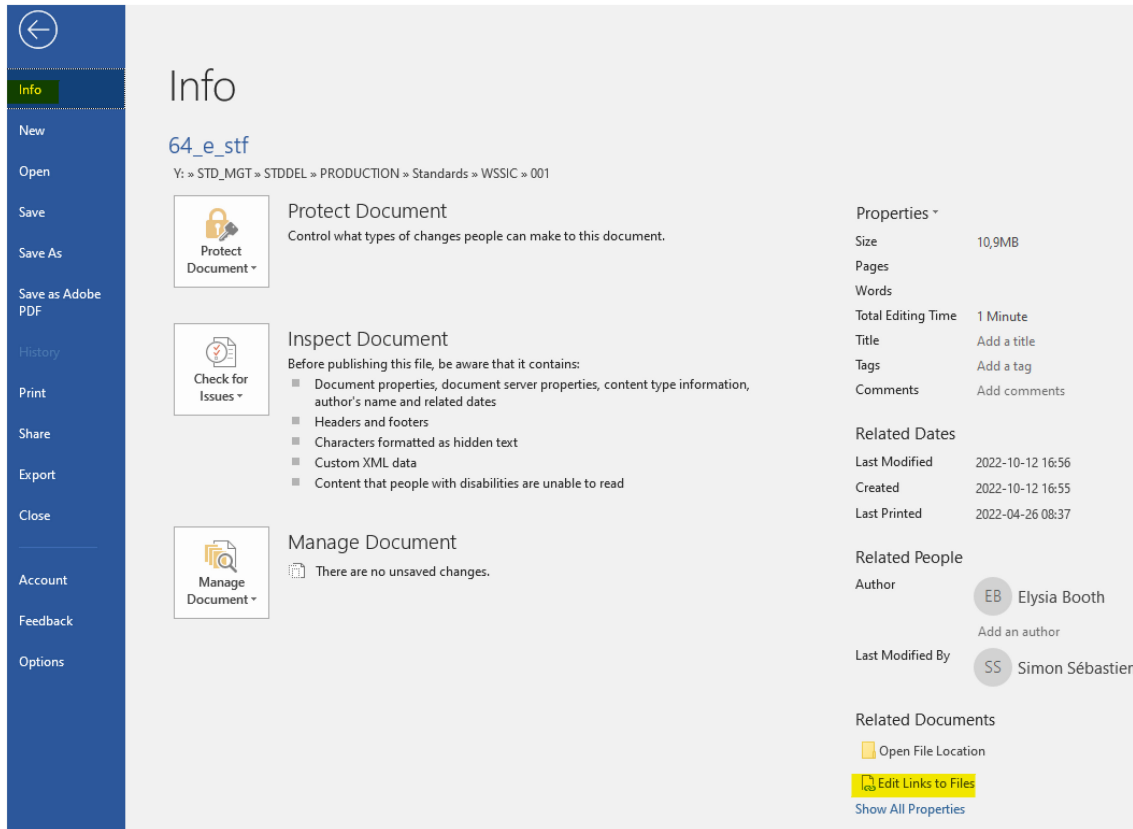 Info
New
Open
Save
Save As
Save as Adobe
PDF
History
Print
Share
Export
Close
Account
Feedback
Options
Info
64_e_stf
Y: » STD_MGT » STDDEL » PRODUCTION » Standards » WSSIC » 001
Protect
Document
Protect Document
Control what types of changes people can make to this document.
Check for
Issues
Inspect Document
Before publishing this file, be aware that it contains:
Document properties, document server properties, content type information,
author's name and related dates
Headers and footers
Characters formatted as hidden text
Custom XML data
Content that people with disabilities are unable to read
Manage
Document
Manage Document
There are no unsaved changes.
Properties
Size 10,9MB
Pages
Words
Total Editing Time 1 Minute
Title Add a title
Tags Add a tag
Comments Add comments
Related Dates
Last Modified 2022-10-12 16:56
Created 2022-10-12 16:55
Last Printed 2022-04-26 08:37
Related People
Author EB Elysia Booth
Add an author
Last Modified By SS Simon Sébastien
Related Documents
Open File Location
Edit Links to Files
Show All Properties